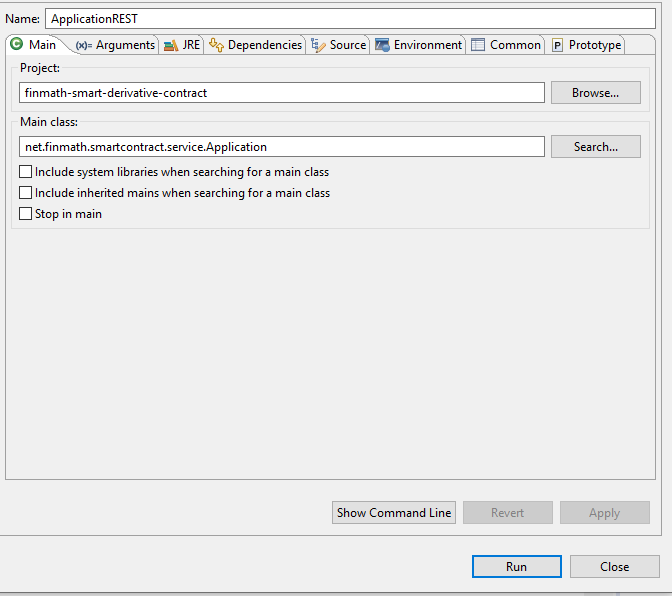 Name: ApplicationREST
Main (x)= Arguments JRE Dependencies Source Environment Common P Prototype
Project:
finmath-smart-derivative-contract Browse...
Main class:
net.finmath.smartcontract.service.Application Search...
Include system libraries when searching for a main class
Include inherited mains when searching for a main class
Stop in main
Show Command Line Revert Apply
Run Close